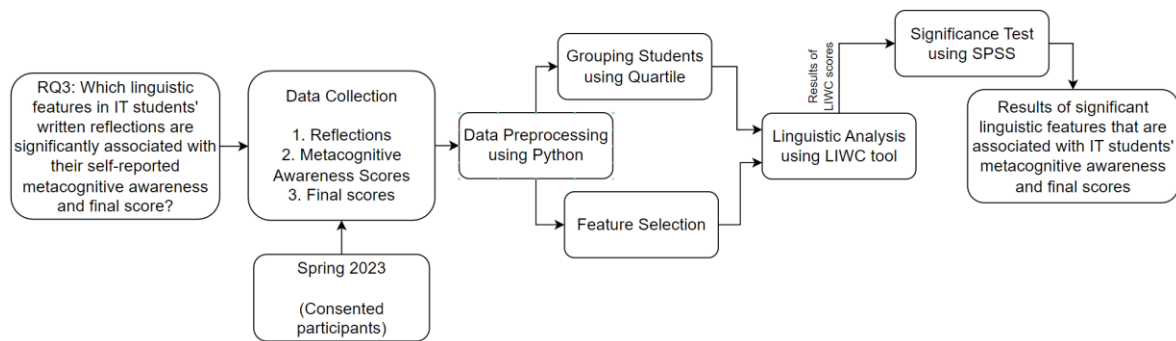 RQ3: Which linguistic
features in IT students'
written reflections are
significantly associated with
their self-reported
metacognitive awareness
and final score?
Data Collection
1. Reflections
2. Metacognitive
Awareness Scores
3. Final scores
Spring 2023
(Consented
participants)
Data Preprocessing
using Python
Grouping Students
using Quartile
Feature Selection
Linguistic Analysis
using LIWC tool
Results of
LIWC scores
Significance Test
using SPSS
Results of significant
linguistic features that are
associated with IT students'
metacognitive awareness
and final scores